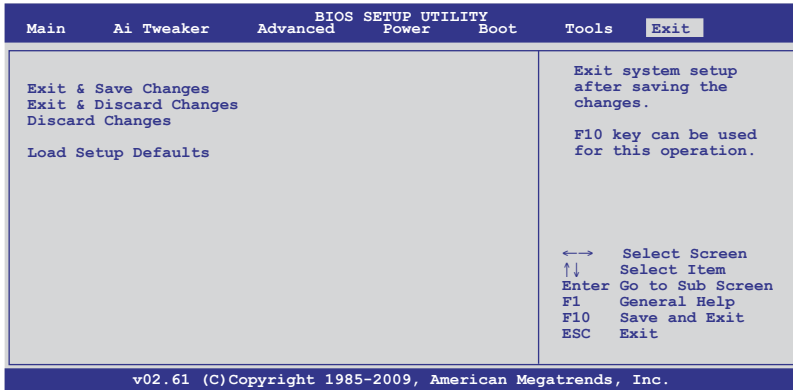 BIOS SETUP UTILITY
Main Ai Tweaker Advanced Power Boot Tools Exit
Exit & Save Changes
Exit & Discard Changes
Discard Changes
Load Setup Defaults
Exit system setup
after saving the
changes.
F10 key can be used
for this operation.
←→ Select Screen
↑↓ Select Item
Enter Go to Sub Screen
F1 General Help
F10 Save and Exit
ESC Exit
v02.61 (C)Copyright 1985-2009, American Megatrends, Inc.